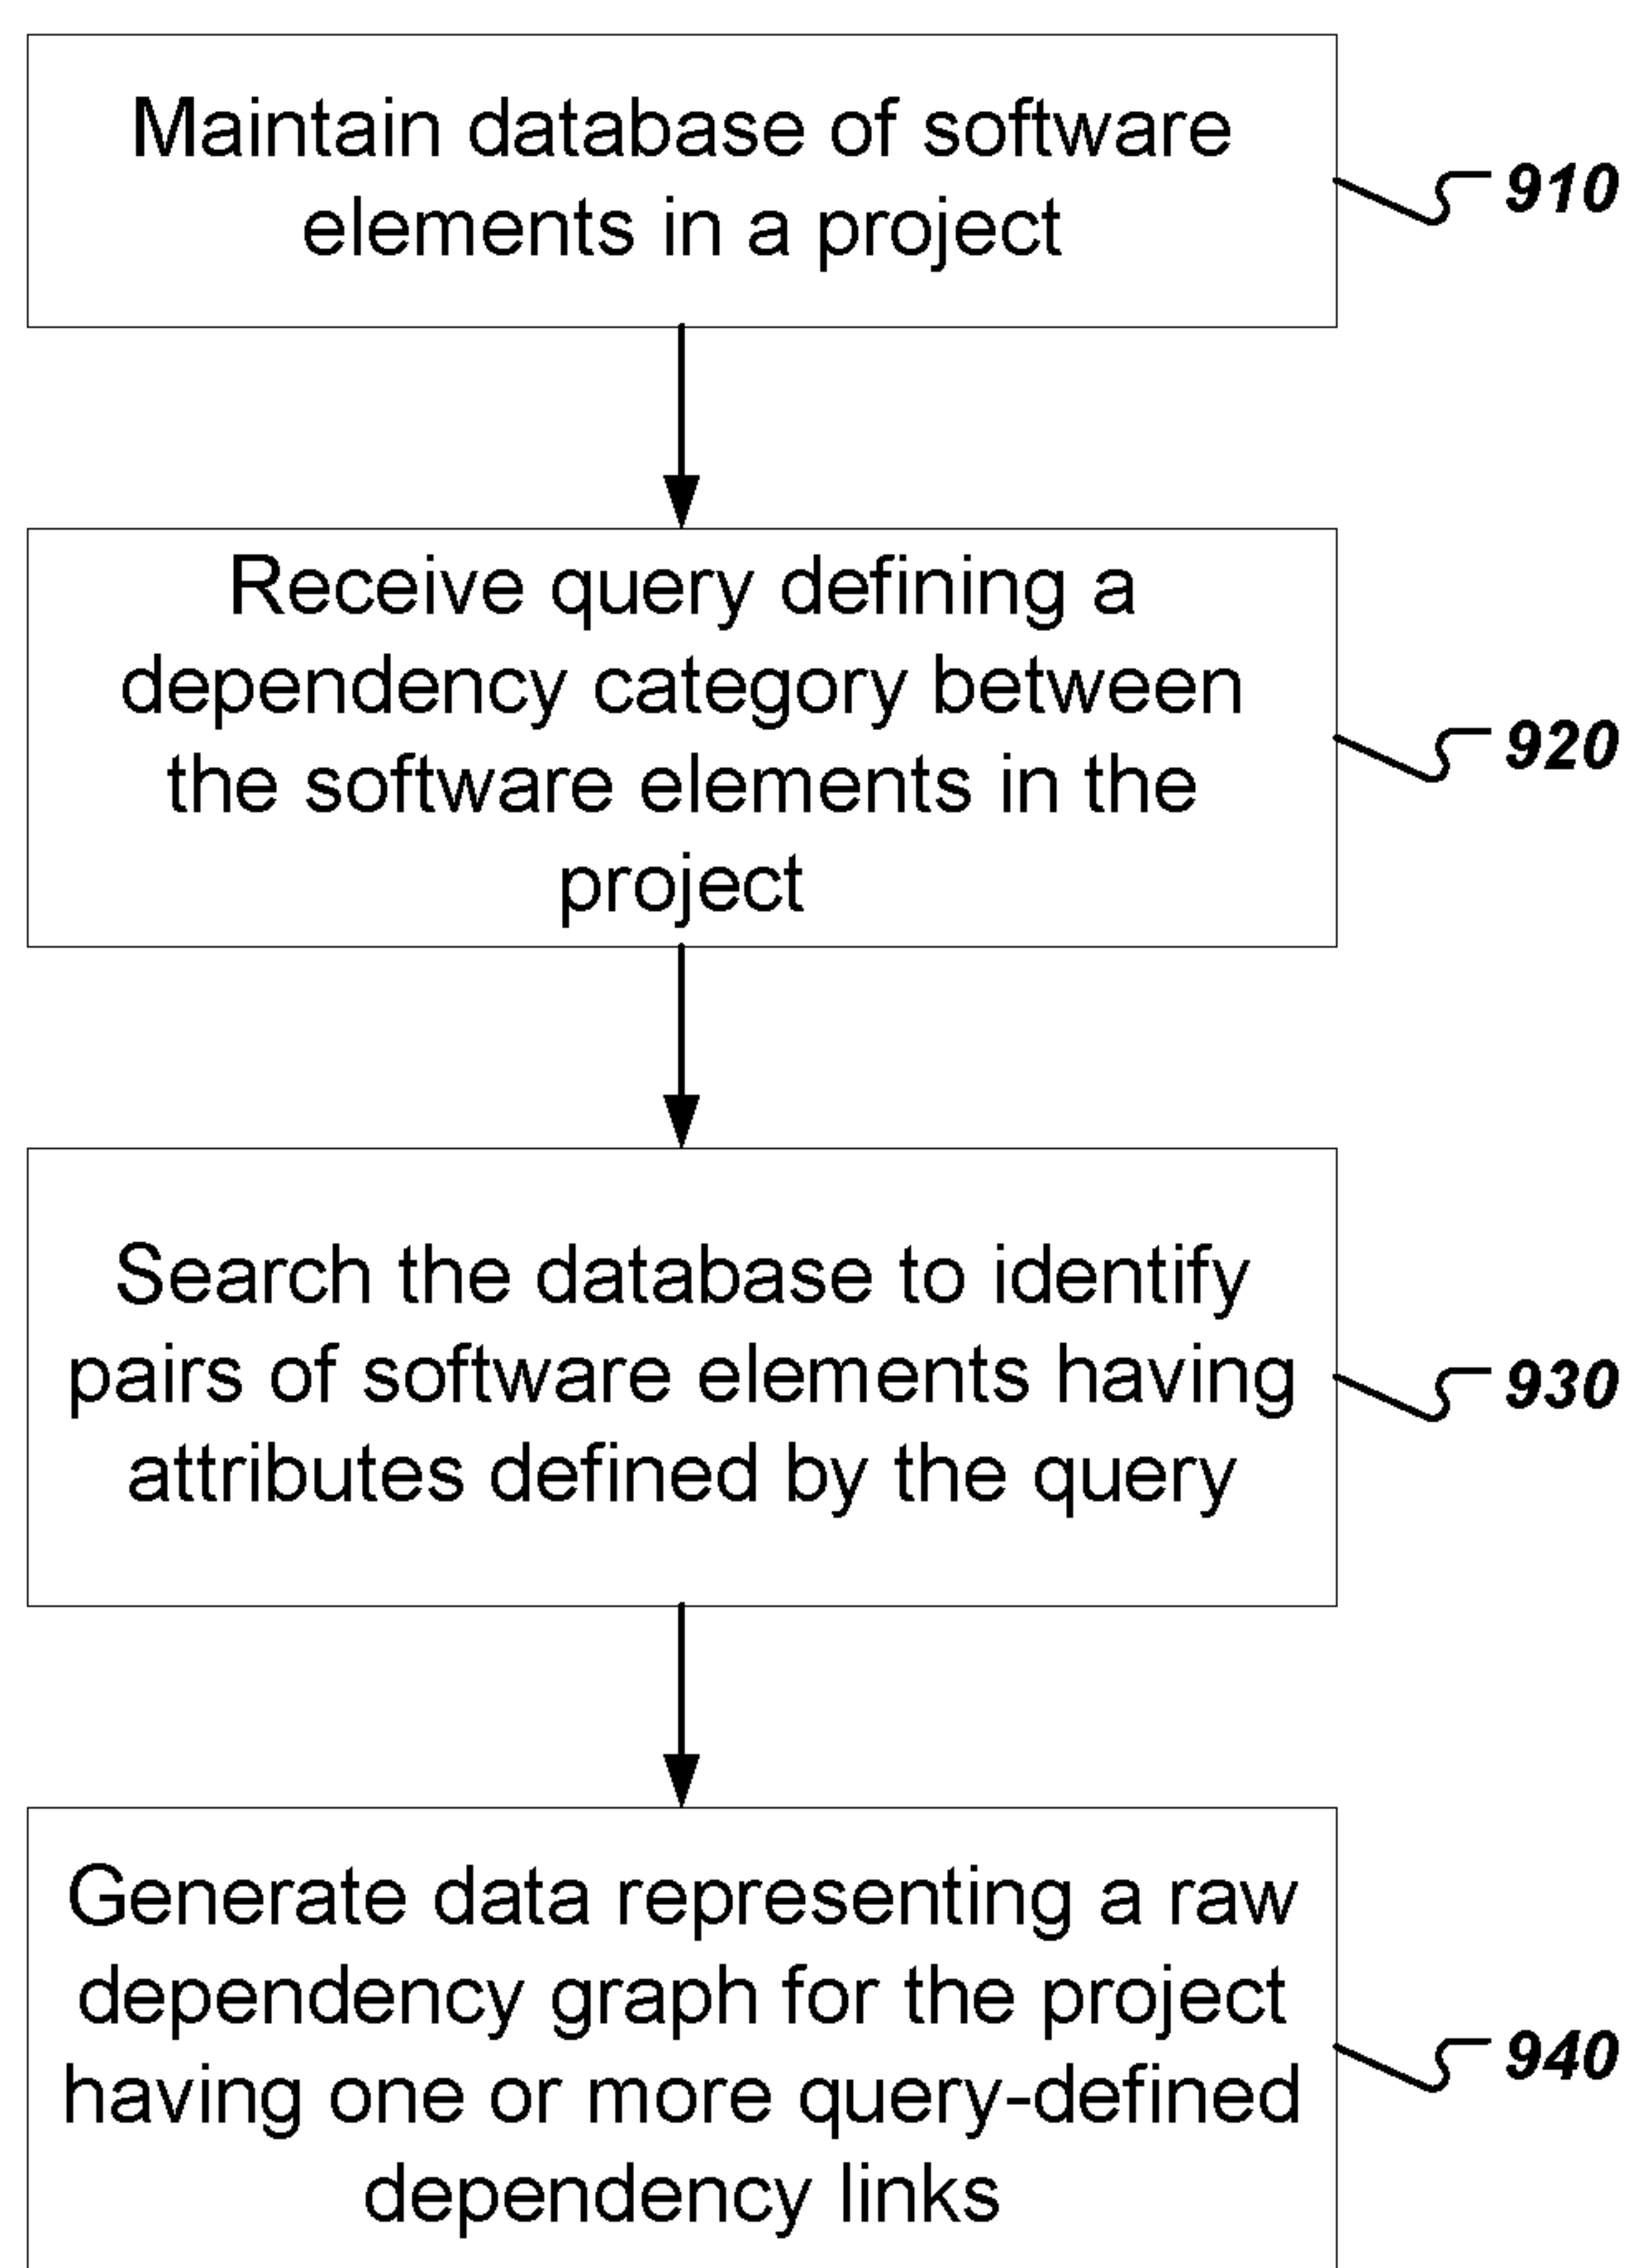 Maintain database of software
elements in a project
910
Receive query defining a
dependency category between
the software elements in the
project
920
Search the database to identify
pairs of software elements having
attributes defined by the query
930
Generate data representing a raw
dependency graph for the project
having one or more query-defined
dependency links
940